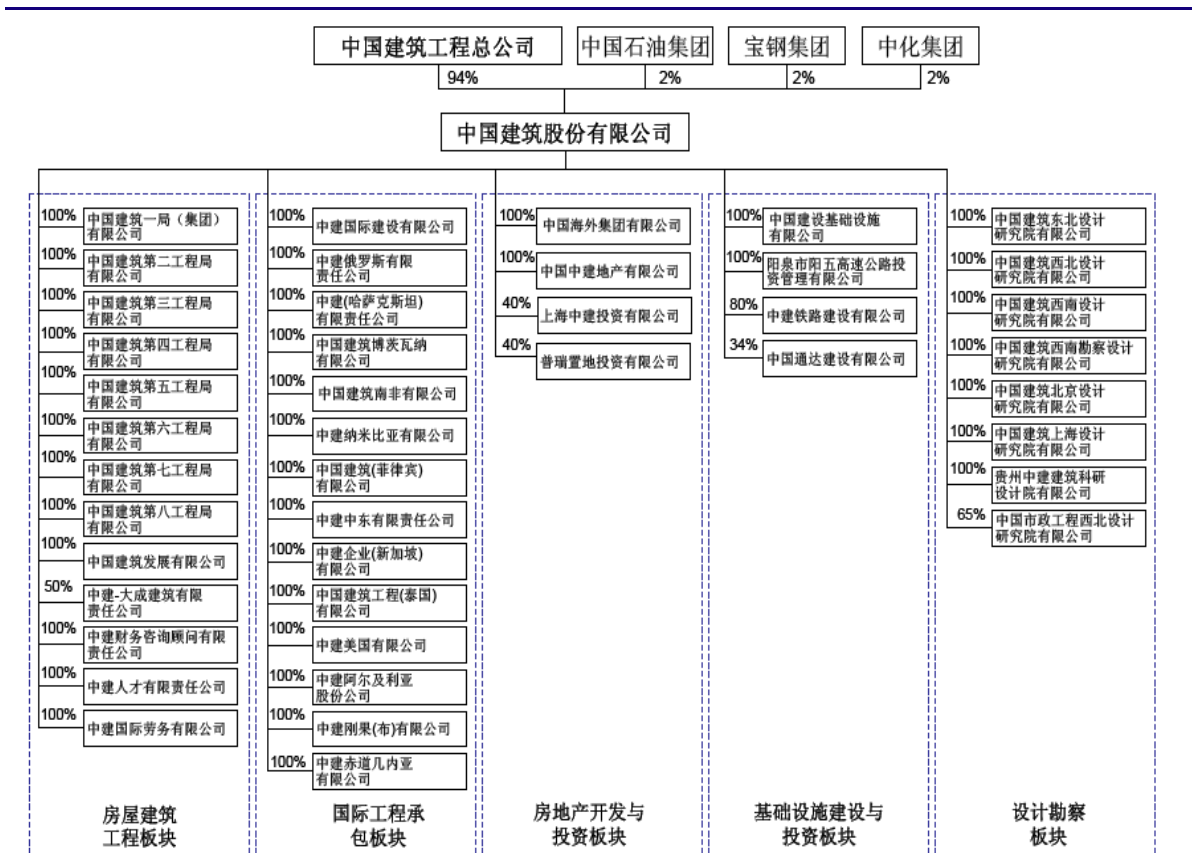 中国建筑工程总公司
中国石油集团
宝钢集团
中化集团
94%
2%
2%
2%
中国建筑股份有限公司
100%
中国建筑一局（集团）
有限公司
100%
中国建筑第二工程局
有限公司
100%
中国建筑第三工程局
有限公司
100%
中国建筑第四工程局
有限公司
100%
中国建筑第五工程局
有限公司
100%
中国建筑第六工程局
有限公司
100%
中国建筑第七工程局
有限公司
100%
中国建筑第八工程局
有限公司
100%
中国建筑发展有限公司
50%
中建-大成建筑有限
责任公司
100%
中建财务咨询顾问有限
责任公司
100%
中建人才有限责任公司
100%
中建国际劳务有限公司
房屋建筑
工程板块
100%
中建国际建设有限公司
100%
中建俄罗斯有限
责任公司
100%
中建(哈萨克斯坦)
有限责任公司
100%
中国建筑博茨瓦纳
有限公司
100%
中国建筑南非有限公司
100%
中建纳米比亚有限公司
100%
中国建筑(菲律宾)
有限公司
100%
中建中东有限责任公司
100%
中建企业(新加坡)
有限公司
100%
中国建筑工程(泰国)
有限公司
100%
中建美国有限公司
100%
中建阿尔及利亚
股份公司
100%
中建刚果(布)有限公司
100%
中建赤道几内亚
有限公司
国际工程承
包板块
100%
中国海外集团有限公司
100%
中国中建地产有限公司
40%
上海中建投资有限公司
40%
普瑞置地投资有限公司
房地产开发与
投资板块
100%
中国建设基础设施
有限公司
100%
阳泉市阳五高速公路投
资管理有限公司
80%
中建铁路建设有限公司
34%
中国通达建设有限公司
基础设施建设与
投资板块
100%
中国建筑东北设计
研究院有限公司
100%
中国建筑西北设计
研究院有限公司
100%
中国建筑西南设计
研究院有限公司
100%
中国建筑西南勘察设计
研究院有限公司
100%
中国建筑北京设计
研究院有限公司
100%
中国建筑上海设计
研究院有限公司
100%
贵州中建建筑科研
设计院有限公司
65%
中国市政工程西北设计
研究院有限公司
设计勘察
板块